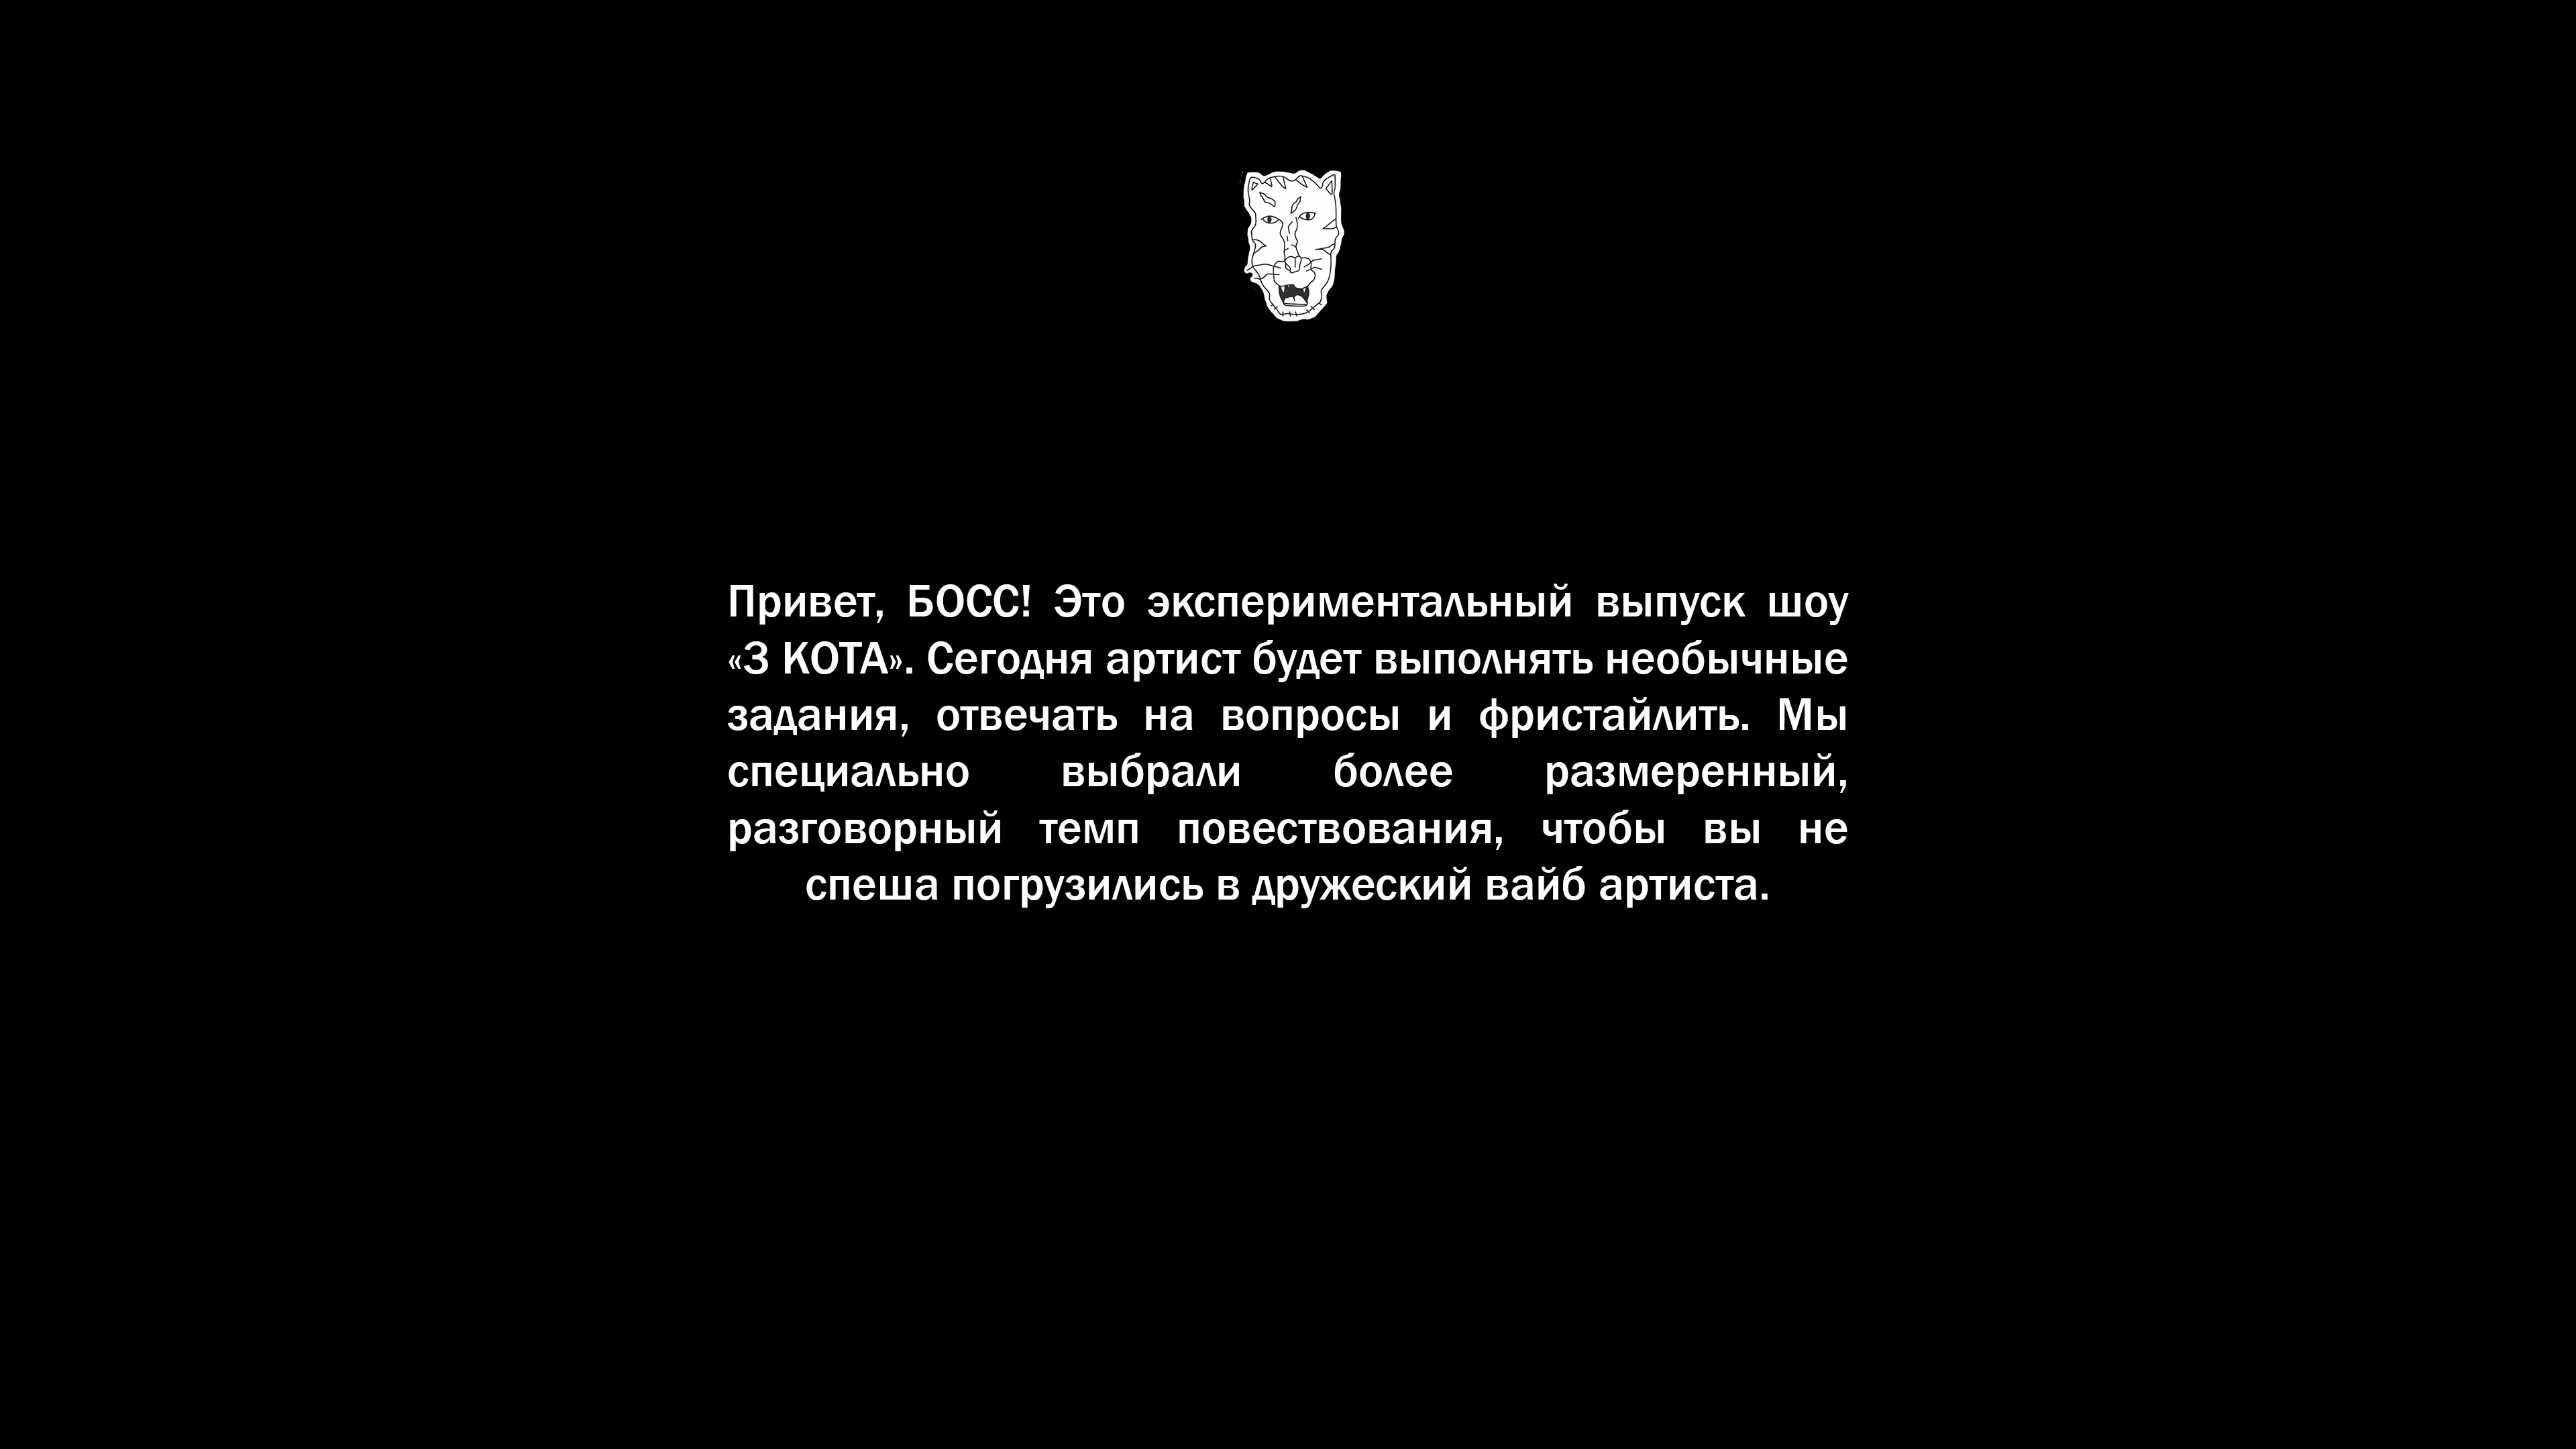 Привет, БОСС! Это экспериментальный выпуск шоу
«3 КОТА». Сегодня артист будет выполнять необычные
задания, отвечать на вопросы и фристайлить. Мы
специально выбрали более размеренный,
разговорный темп повествования, чтобы вы не
спеша погрузились в дружеский вайб артиста.